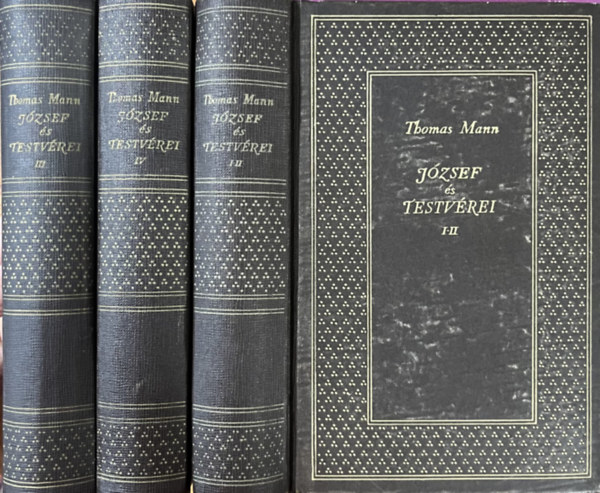 Thomas Mann
JÓZSEF
és
TESTVÉREI
III
Thomas Mann
JÓZSEF
és
TESTVÉREI
IV
Thomas Mann
JÓZSEF
és
TESTVÉREI
I-II
Thomas Mann
JÓZSEF
és
TESTVÉREI
I-II